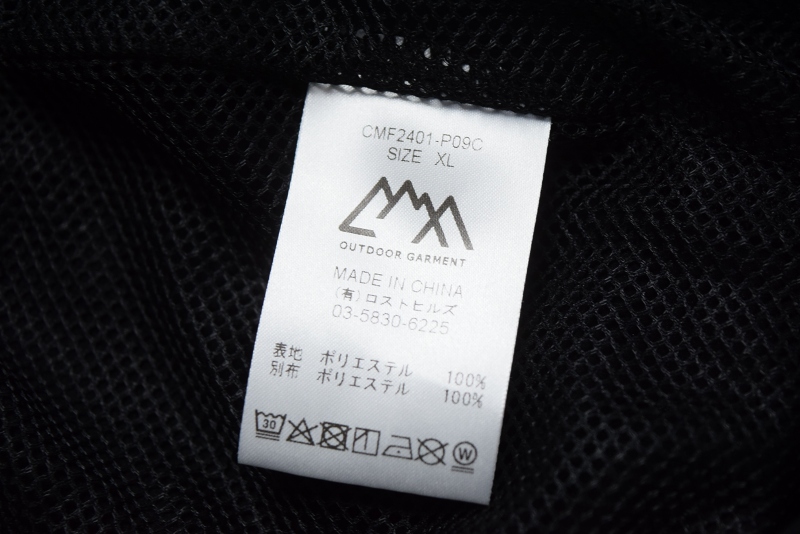 CMF2401-P09C
SIZE XL
OUTDOOR GARMENT
MADE IN CHINA
(有)ロストヒルズ
03-5830-6225
表地 ポリエステル 100%
別布 ポリエステル 100%
30 W